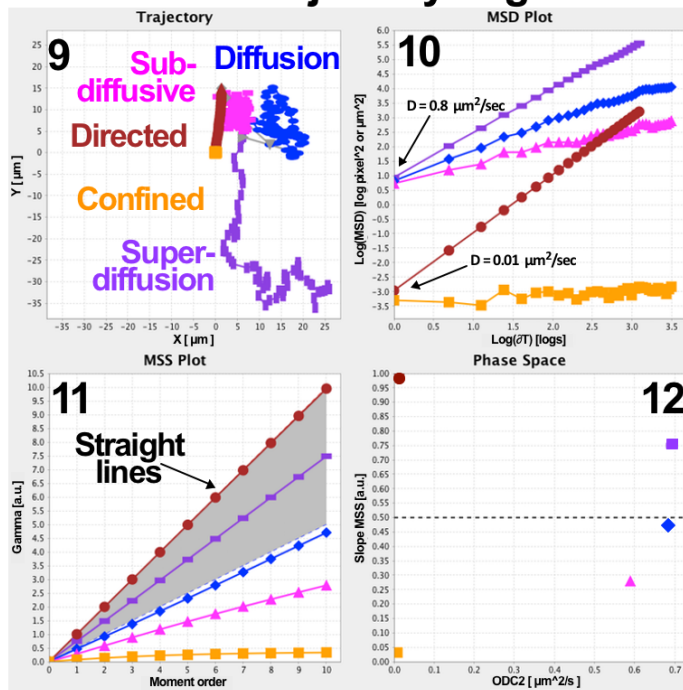 Trajectory
9
Sub-
diffusive
Diffusion
Directed
Confined
Super-
diffusion
Y [ µm]
25
20
15
10
5
0
-5
-10
-15
-20
-25
-30
-35
-35 -30 -25 -20 -15 -10 -5 0 5 10 15 20 25
X [ µm]
MSD Plot
10
D = 0.8 µm²/sec
D = 0.01 µm²/sec
Log(MSD) [log pixel^2 or µm^2]
6.0
5.5
5.0
4.5
4.0
3.5
3.0
2.5
2.0
1.5
1.0
0.5
0.0
-0.5
-1.0
-1.5
-2.0
-2.5
-3.0
-3.5
0.0 0.5 1.0 1.5 2.0 2.5 3.0 3.5
Log(∂T) [logs]
MSS Plot
11
Straight
lines
Gamma [a.u.]
10.5
10.0
9.5
9.0
8.5
8.0
7.5
7.0
6.5
6.0
5.5
5.0
4.5
4.0
3.5
3.0
2.5
2.0
1.5
1.0
0.5
0.0
0 1 2 3 4 5 6 7 8 9 10
Moment order
Phase Space
12
Slope MSS [a.u.]
1.00
0.95
0.90
0.85
0.80
0.75
0.70
0.65
0.60
0.55
0.50
0.45
0.40
0.35
0.30
0.25
0.20
0.15
0.10
0.05
0.00
0.0 0.1 0.2 0.3 0.4 0.5 0.6 0.7
ODC2 [ µm^2/s ]